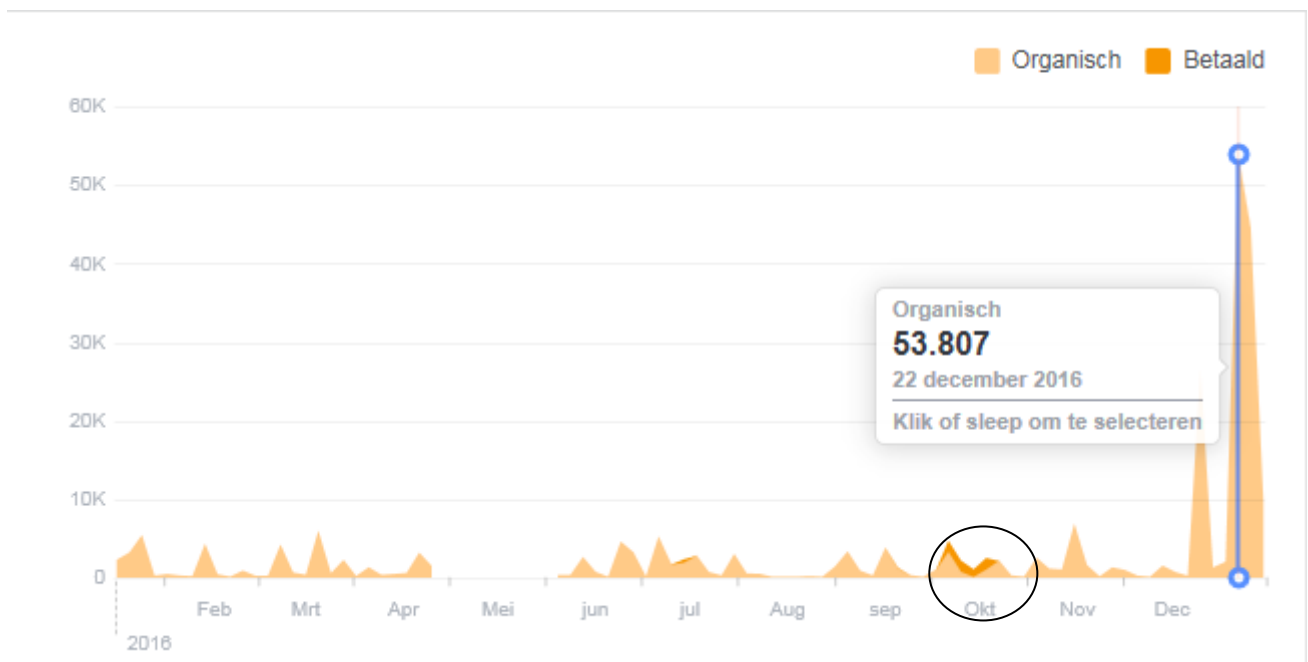 Organisch Betaald
60K
50K
40K
30K
20K
10K
0
Organisch
53.807
22 december 2016
Klik of sleep om te selecteren
Feb Mrt Apr Mei jun jul Aug sep Okt Nov Dec
2016